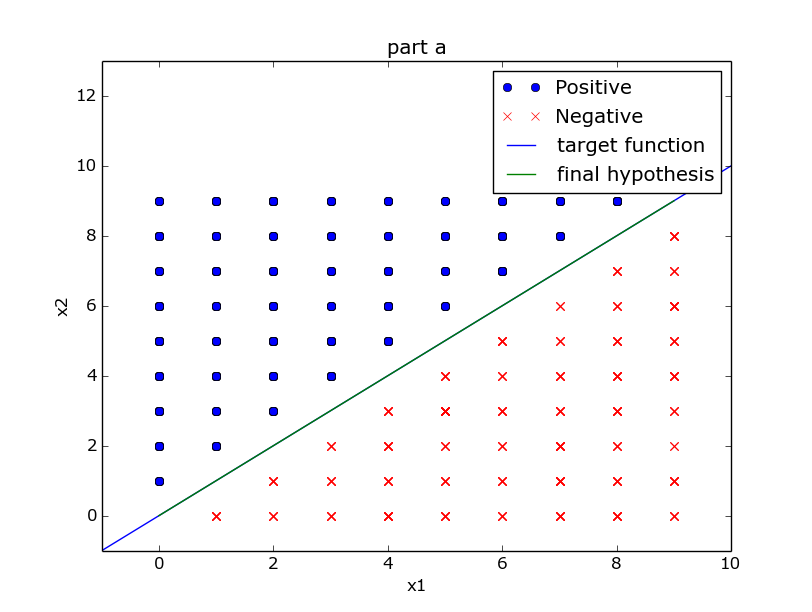 part a
Positive
Negative
target function
final hypothesis
12
10
8
6
4
2
0
x2
0 2 4 6 8 10
x1